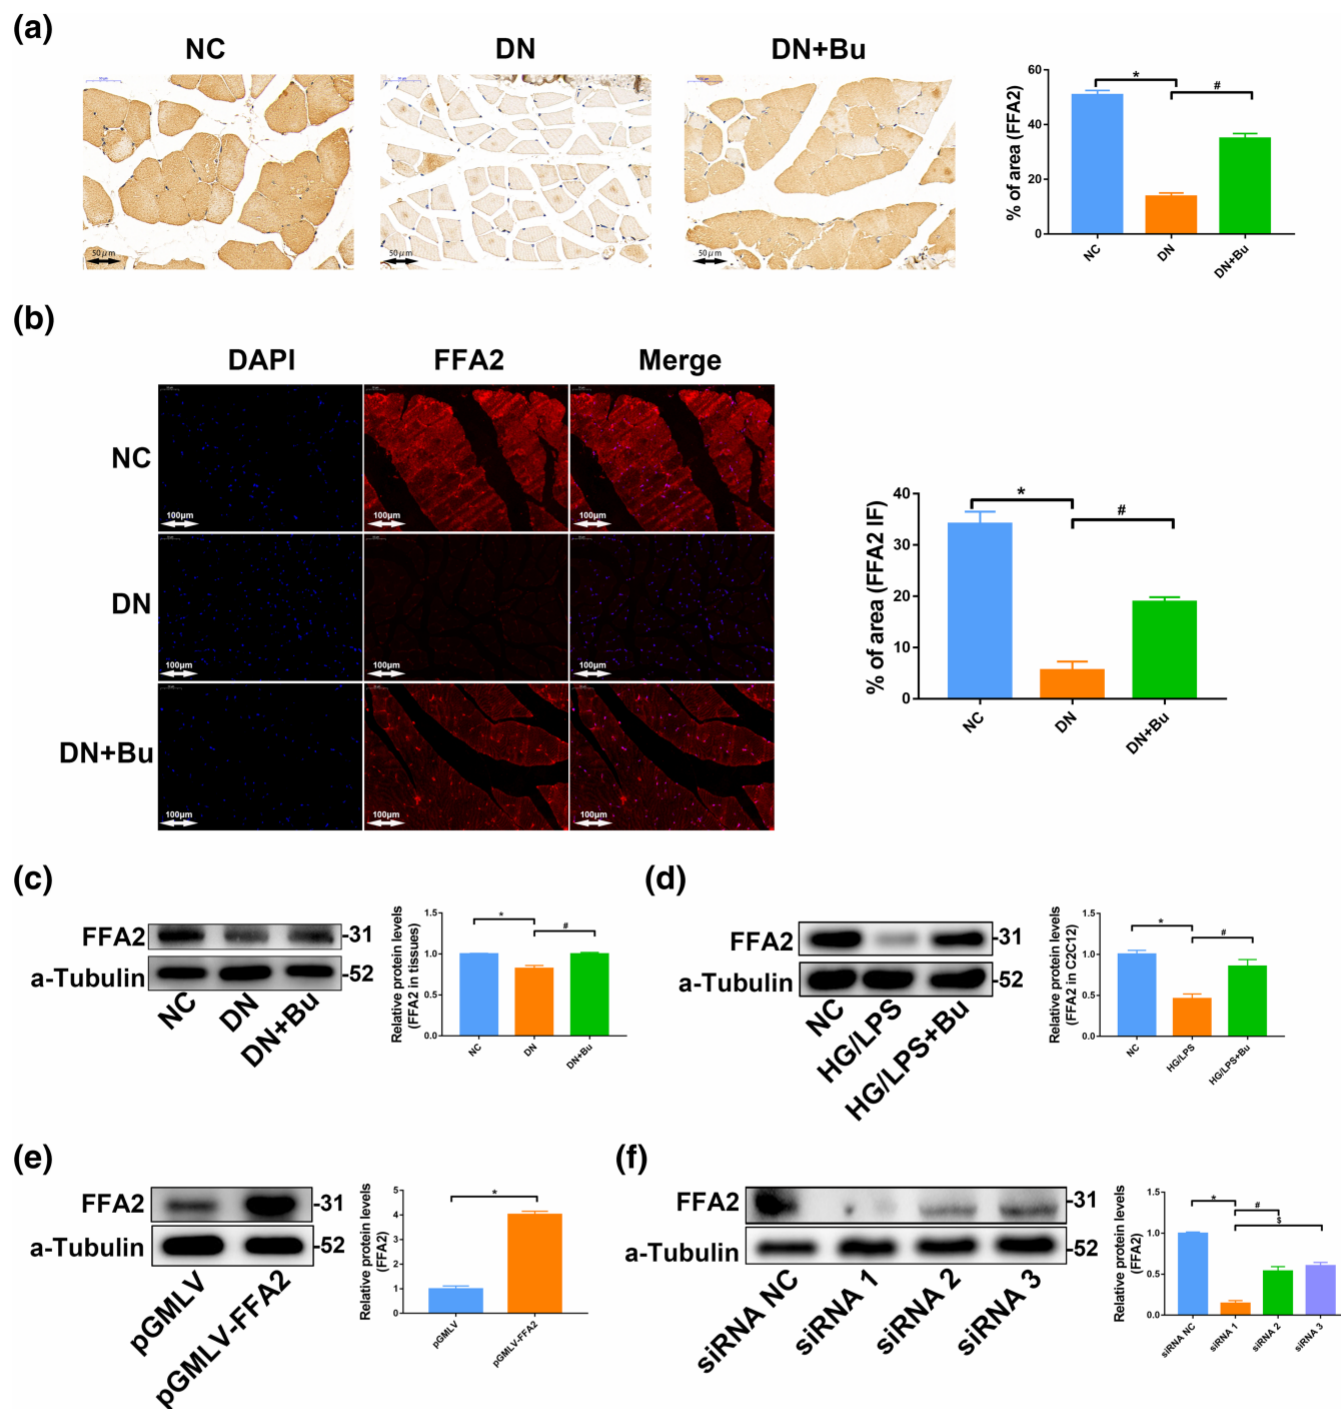 (a)
NC
DN
DN+Bu
50 μm
50 μm
50 μm
% of area (FFA2)
60
40
20
0
NC
DN
DN+Bu
*
#
(b)
DAPI
FFA2
Merge
NC
100μm
100μm
100μm
DN
100μm
100μm
100μm
DN+Bu
100μm
100μm
100μm
% of area (FFA2 IF)
40
30
20
10
0
NC
DN
DN+Bu
*
#
(c)
FFA2
-31
a-Tubulin
-52
NC
DN
DN+Bu
Relative protein levels
(FFA2 in tissues)
1.5
1.0
0.5
0.0
NC
DN
DN+Bu
*
#
(d)
FFA2
-31
a-Tubulin
-52
NC
HG/LPS
HG/LPS+Bu
Relative protein levels
(FFA2 in C2C12)
1.5
1.0
0.5
0.0
NC
HG/LPS
HG/LPS+Bu
*
#
(e)
FFA2
-31
a-Tubulin
-52
pGMLV
pGMLV-FFA2
Relative protein levels
(FFA2)
5
4
3
2
1
0
pGMLV
pGMLV-FFA2
*
(f)
FFA2
-31
a-Tubulin
-52
siRNA NC
siRNA 1
siRNA 2
siRNA 3
Relative protein levels
(FFA2)
1.5
1.0
0.5
0.0
siRNA NC
siRNA 1
siRNA 2
siRNA 3
*
#
$